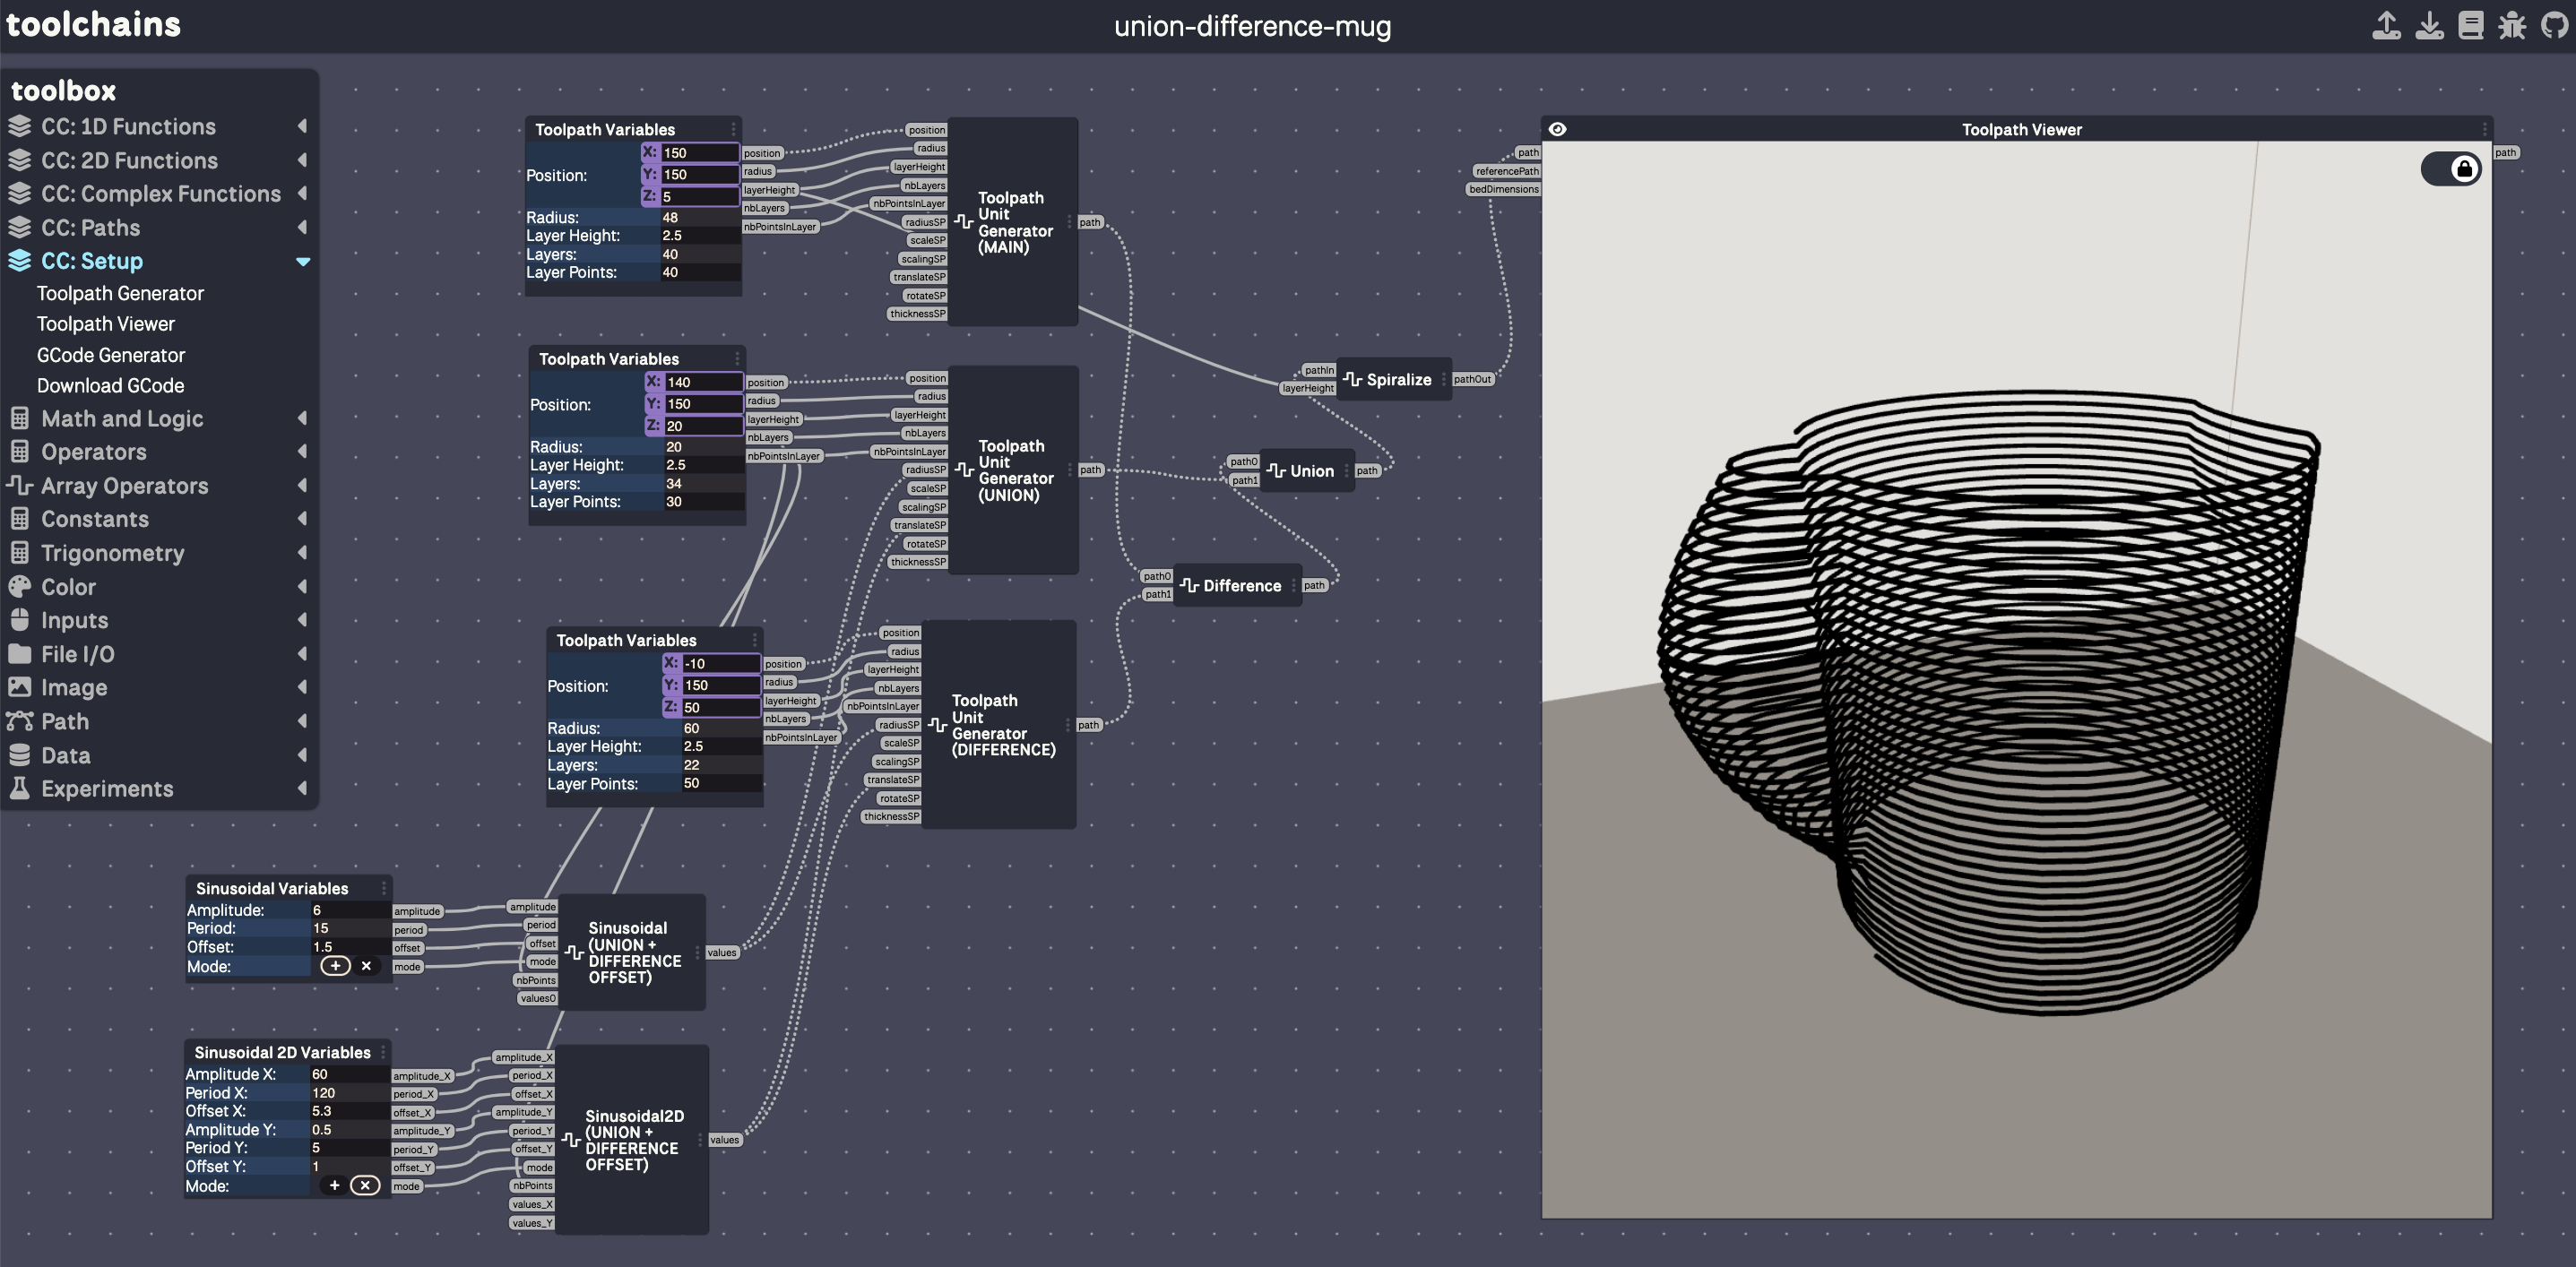 toolchains
union-difference-mug
toolbox
CC: 1D Functions
CC: 2D Functions
CC: Complex Functions
CC: Paths
CC: Setup
Toolpath Generator
Toolpath Viewer
GCode Generator
Download GCode
Math and Logic
Operators
Array Operators
Constants
Trigonometry
Color
Inputs
File I/O
Image
Path
Data
Experiments
Toolpath Variables
Position:
X: 150
Y: 150
Z: 5
Radius: 48
Layer Height: 2.5
Layers: 40
Layer Points: 40
position
radius
layerHeight
nbLayers
nbPointsInLayer
position
radius
layerHeight
nbLayers
nbPointsInLayer
radiusSP
scaleSP
scalingSP
translateSP
rotateSP
thicknessSP
Toolpath
Unit
Generator
(MAIN)
path
Toolpath Variables
Position:
X: 140
Y: 150
Z: 20
Radius: 20
Layer Height: 2.5
Layers: 34
Layer Points: 30
position
radius
layerHeight
nbLayers
nbPointsInLayer
position
radius
layerHeight
nbLayers
nbPointsInLayer
radiusSP
scaleSP
scalingSP
translateSP
rotateSP
thicknessSP
Toolpath
Unit
Generator
(UNION)
path
Toolpath Variables
Position:
X: -10
Y: 150
Z: 50
Radius: 60
Layer Height: 2.5
Layers: 22
Layer Points: 50
position
radius
layerHeight
nbLayers
nbPointsInLayer
position
radius
layerHeight
nbLayers
nbPointsInLayer
radiusSP
scaleSP
scalingSP
translateSP
rotateSP
thicknessSP
Toolpath
Unit
Generator
(DIFFERENCE)
path
Sinusoidal Variables
Amplitude: 6
Period: 15
Offset: 1.5
Mode: + ×
amplitude
period
offset
mode
amplitude
period
offset
mode
nbPoints
values0
Sinusoidal
(UNION +
DIFFERENCE
OFFSET)
values
Sinusoidal 2D Variables
Amplitude X: 60
Period X: 120
Offset X: 5.3
Amplitude Y: 0.5
Period Y: 5
Offset Y: 1
Mode: + ×
amplitude_X
period_X
offset_X
amplitude_Y
period_Y
offset_Y
mode
amplitude_X
period_X
offset_X
amplitude_Y
period_Y
offset_Y
mode
nbPoints
values_X
values_Y
Sinusoidal2D
(UNION +
DIFFERENCE
OFFSET)
values
path0
path1
Difference
path
path0
path1
Union
path
pathIn
layerHeight
Spiralize
pathOut
path
referencePath
bedDimensions
Toolpath Viewer
path